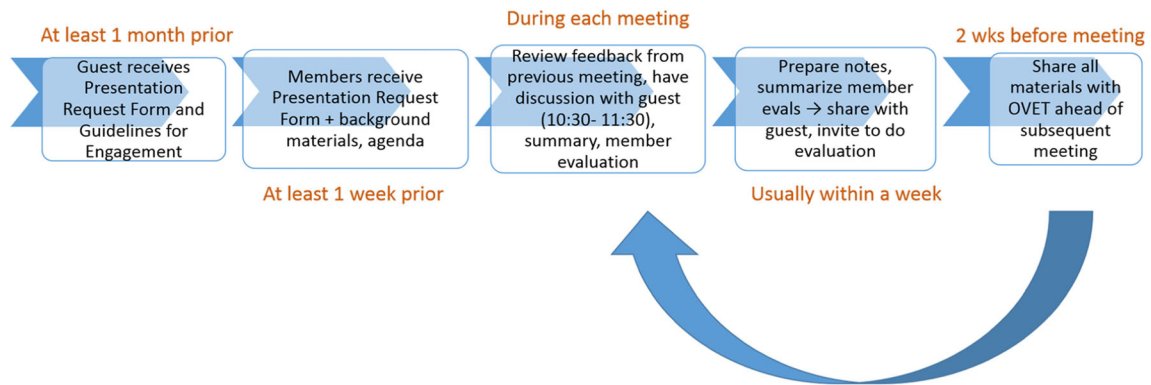 At least 1 month prior
Guest receives
Presentation
Request Form and
Guidelines for
Engagement
Members receive
Presentation Request
Form + background
materials, agenda
At least 1 week prior
During each meeting
Review feedback from
previous meeting, have
discussion with guest
(10:30- 11:30),
summary, member
evaluation
Prepare notes,
summarize member
evals → share with
guest, invite to do
evaluation
Usually within a week
2 wks before meeting
Share all
materials with
OVET ahead of
subsequent
meeting